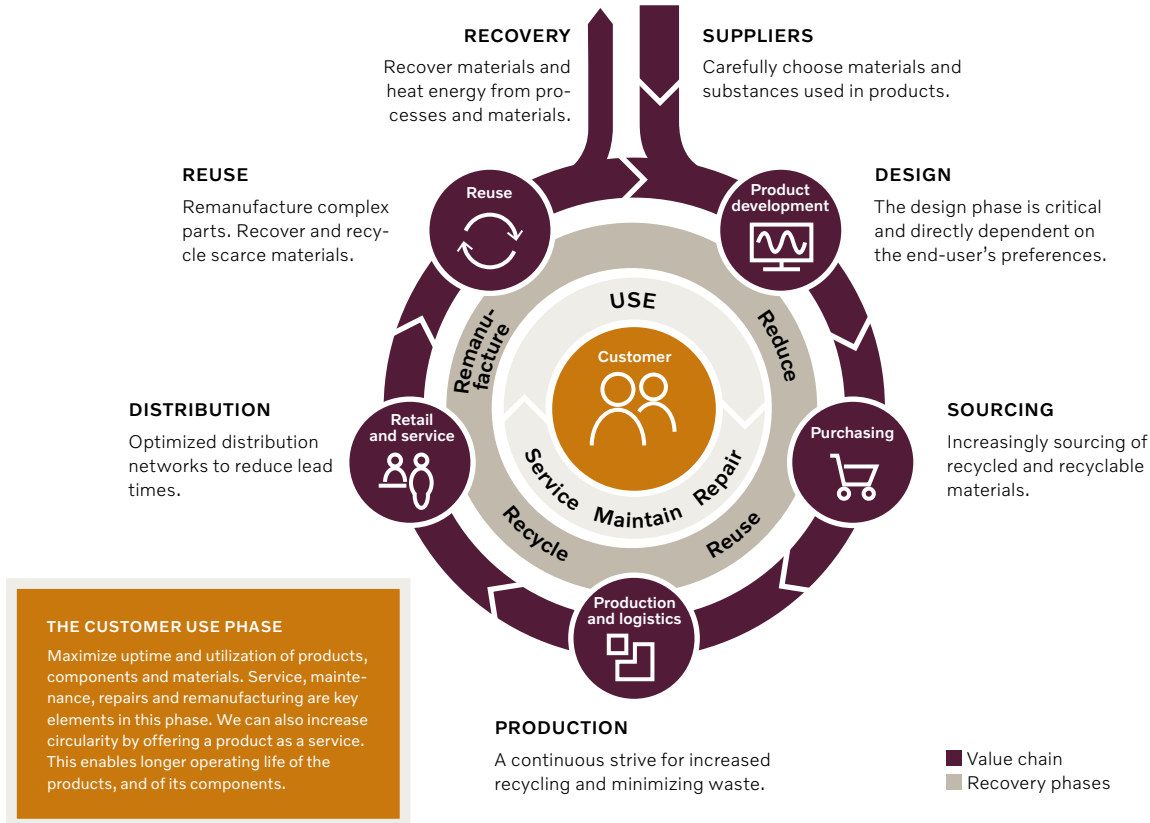 RECOVERY
Recover materials and
heat energy from pro-
cesses and materials.
SUPPLIERS
Carefully choose materials and
substances used in products.
REUSE
Remanufacture complex
parts. Recover and recy-
cle scarce materials.
Reuse
Product
development
DESIGN
The design phase is critical
and directly dependent on
the end-user’s preferences.
USE
Remanu-
facture
Reduce
Customer
DISTRIBUTION
Optimized distribution
networks to reduce lead
times.
Retail
and service
Purchasing
SOURCING
Increasingly sourcing of
recycled and recyclable
materials.
Service
Maintain
Repair
Recycle
Reuse
Production
and logistics
THE CUSTOMER USE PHASE
Maximize uptime and utilization of products,
components and materials. Service, mainte-
nance, repairs and remanufacturing are key
elements in this phase. We can also increase
circularity by offering a product as a service.
This enables longer operating life of the
products, and of its components.
PRODUCTION
A continuous strive for increased
recycling and minimizing waste.
Value chain
Recovery phases